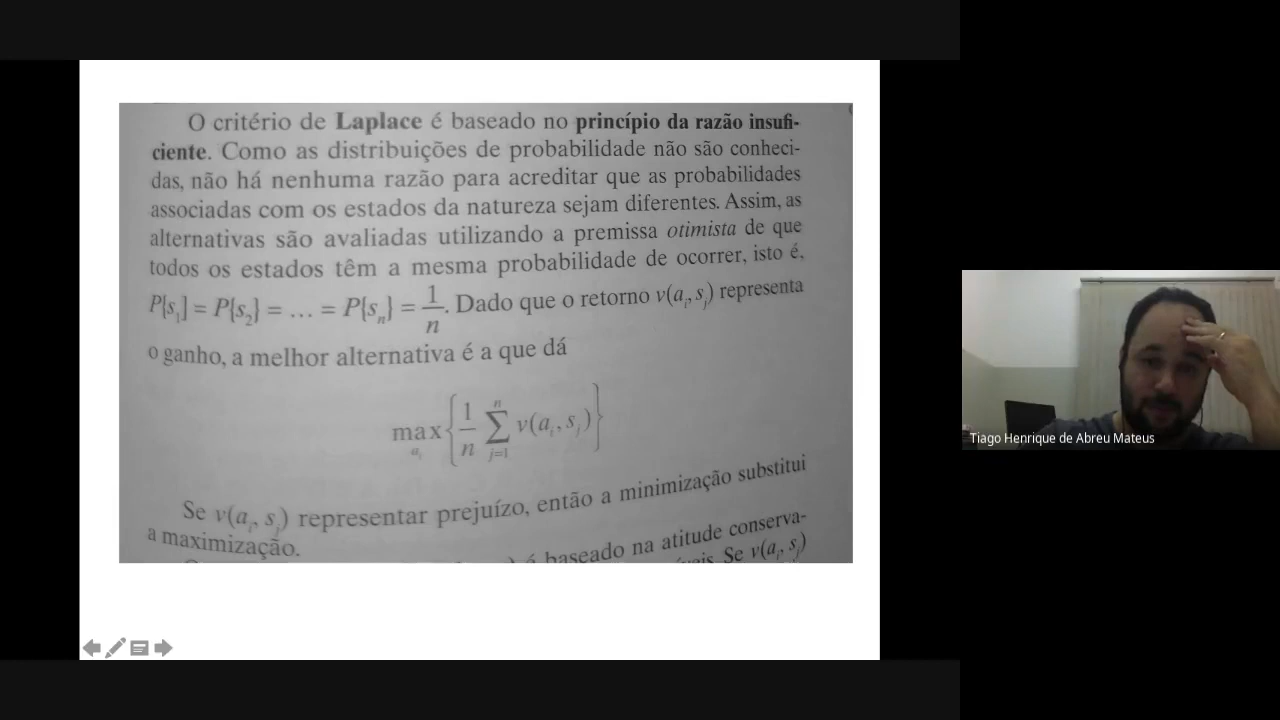 O critério de Laplace é baseado no princípio da razão insufi-
ciente. Como as distribuições de probabilidade não são conheci-
das, não há nenhuma razão para acreditar que as probabilidades
associadas com os estados da natureza sejam diferentes. Assim, as
alternativas são avaliadas utilizando a premissa otimista de que
todos os estados têm a mesma probabilidade de ocorrer, isto é,
P{s₁} = P{s₂} = ... = P{sₙ} = 1/n. Dado que o retorno v(aᵢ, sⱼ) representa
o ganho, a melhor alternativa é a que dá
max aᵢ {1/n ∑ⁿⱼ₌₁ v(aᵢ, sⱼ)}
Se v(aᵢ, sⱼ) representar prejuízo, então a minimização substitui
a maximização.
é baseado na atitude conserva-
Se v(aᵢ, sⱼ)
Tiago Henrique de Abreu Mateus